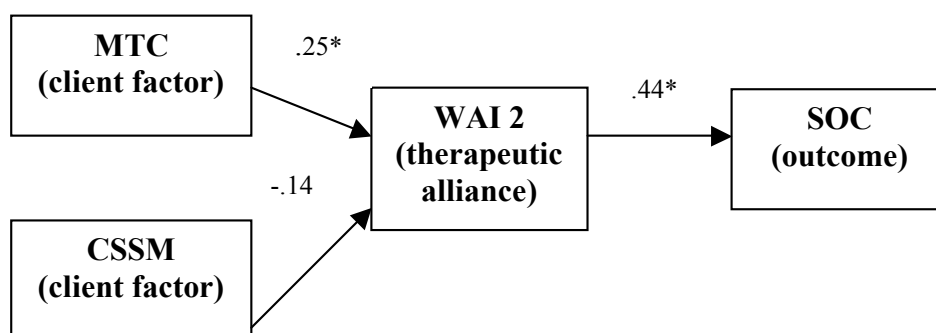 MTC
(client factor)
.25*
WAI 2
(therapeutic
alliance)
.44*
SOC
(outcome)
-.14
CSSM
(client factor)